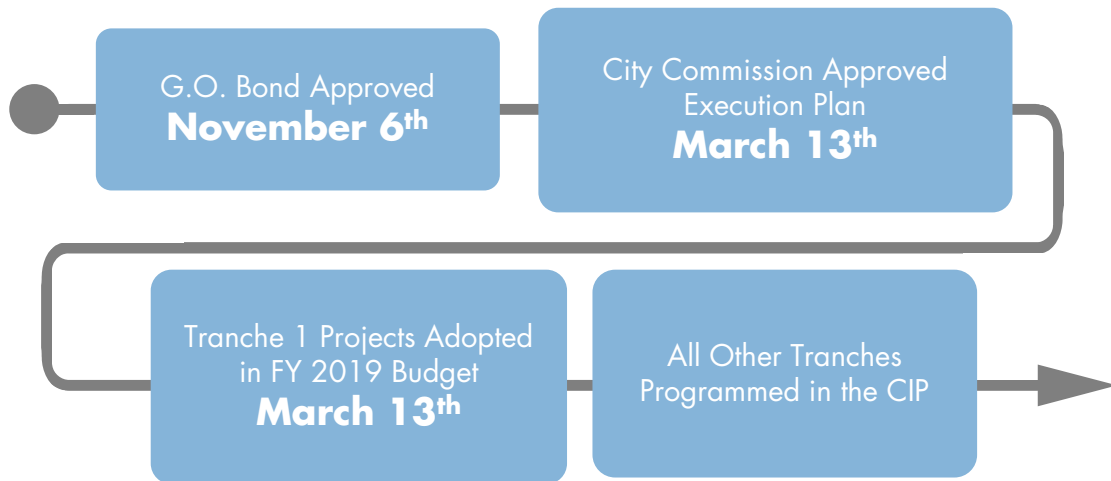 G.O. Bond Approved
November 6th
City Commission Approved
Execution Plan
March 13th
Tranche 1 Projects Adopted
in FY 2019 Budget
March 13th
All Other Tranches
Programmed in the CIP